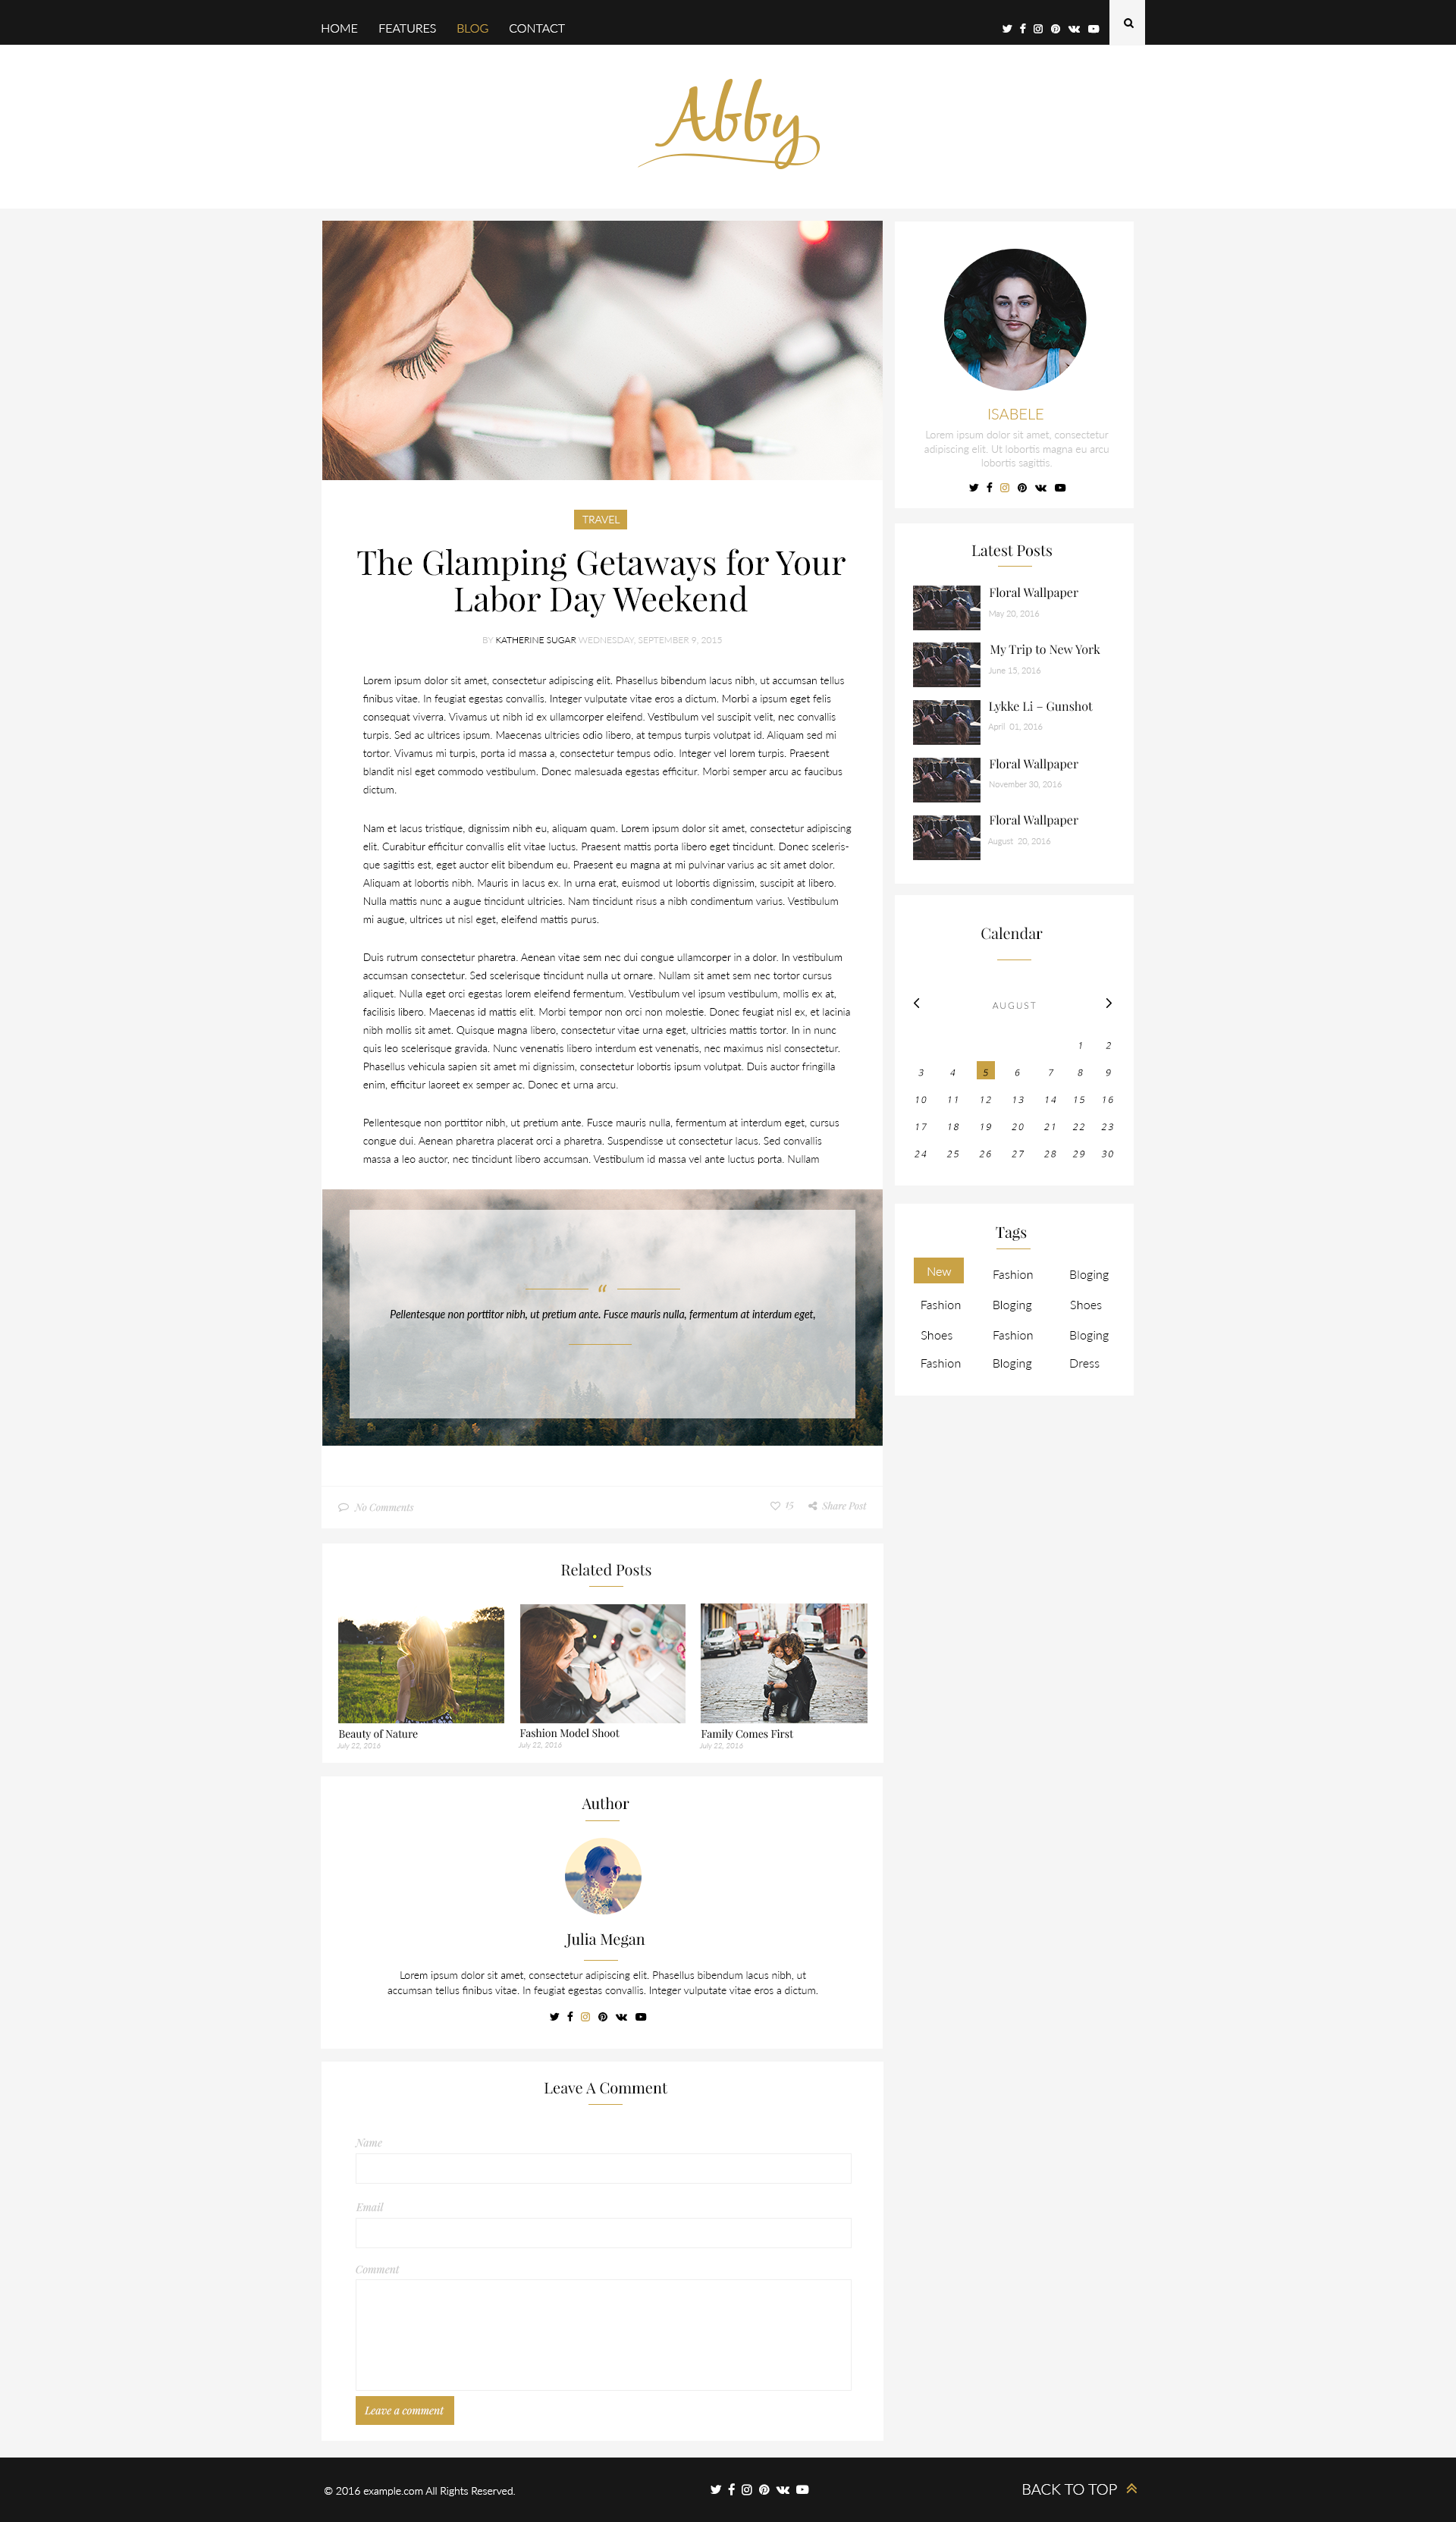 HOME FEATURES BLOG CONTACT
Abby
TRAVEL
The Glamping Getaways for Your
Labor Day Weekend
BY KATHERINE SUGAR WEDNESDAY, SEPTEMBER 9, 2015
Lorem ipsum dolor sit amet, consectetur adipiscing elit. Phasellus bibendum lacus nibh, ut accumsan tellus
finibus vitae. In feugiat egestas convallis. Integer vulputate vitae eros a dictum. Morbi a ipsum eget felis
consequat viverra. Vivamus ut nibh id ex ullamcorper eleifend. Vestibulum vel suscipit velit, nec convallis
turpis. Sed ac ultrices ipsum. Maecenas ultricies odio libero, at tempus turpis volutpat id. Aliquam sed mi
tortor. Vivamus mi turpis, porta id massa a, consectetur tempus odio. Integer vel lorem turpis. Praesent
blandit nisl eget commodo vestibulum. Donec malesuada egestas efficitur. Morbi semper arcu ac faucibus
dictum.
Nam et lacus tristique, dignissim nibh eu, aliquam quam. Lorem ipsum dolor sit amet, consectetur adipiscing
elit. Curabitur efficitur convallis elit vitae luctus. Praesent mattis porta libero eget tincidunt. Donec sceleris-
que sagittis est, eget auctor elit bibendum eu. Praesent eu magna at mi pulvinar varius ac sit amet dolor.
Aliquam at lobortis nibh. Mauris in lacus ex. In urna erat, euismod ut lobortis dignissim, suscipit at libero.
Nulla mattis nunc a augue tincidunt ultricies. Nam tincidunt risus a nibh condimentum varius. Vestibulum
mi augue, ultrices ut nisl eget, eleifend mattis purus.
Duis rutrum consectetur pharetra. Aenean vitae sem nec dui congue ullamcorper in a dolor. In vestibulum
accumsan consectetur. Sed scelerisque tincidunt nulla ut ornare. Nullam sit amet sem nec tortor cursus
aliquet. Nulla eget orci egestas lorem eleifend fermentum. Vestibulum vel ipsum vestibulum, mollis ex at,
facilisis libero. Maecenas id mattis elit. Morbi tempor non orci non molestie. Donec feugiat nisl ex, et lacinia
nibh mollis sit amet. Quisque magna libero, consectetur vitae urna eget, ultricies mattis tortor. In in nunc
quis leo scelerisque gravida. Nunc venenatis libero interdum est venenatis, nec maximus nisl consectetur.
Phasellus vehicula sapien sit amet mi dignissim, consectetur lobortis ipsum volutpat. Duis auctor fringilla
enim, efficitur laoreet ex semper ac. Donec et urna arcu.
Pellentesque non porttitor nibh, ut pretium ante. Fusce mauris nulla, fermentum at interdum eget, cursus
congue dui. Aenean pharetra placerat orci a pharetra. Suspendisse ut consectetur lacus. Sed convallis
massa a leo auctor, nec tincidunt libero accumsan. Vestibulum id massa vel ante luctus porta. Nullam
“
Pellentesque non porttitor nibh, ut pretium ante. Fusce mauris nulla, fermentum at interdum eget,
No Comments 15 Share Post
Related Posts
Beauty of Nature
July 22, 2016
Fashion Model Shoot
July 22, 2016
Family Comes First
July 22, 2016
Author
Julia Megan
Lorem ipsum dolor sit amet, consectetur adipiscing elit. Phasellus bibendum lacus nibh, ut
accumsan tellus finibus vitae. In feugiat egestas convallis. Integer vulputate vitae eros a dictum.
Leave A Comment
Name
Email
Comment
Leave a comment
ISABELE
Lorem ipsum dolor sit amet, consectetur
adipiscing elit. Ut lobortis magna eu arcu
lobortis sagittis.
Latest Posts
Floral Wallpaper
May 20, 2016
My Trip to New York
June 15, 2016
Lykke Li – Gunshot
April 01, 2016
Floral Wallpaper
November 30, 2016
Floral Wallpaper
August 20, 2016
Calendar
AUGUST
1 2
3 4 5 6 7 8 9
10 11 12 13 14 15 16
17 18 19 20 21 22 23
24 25 26 27 28 29 30
Tags
New Fashion Bloging
Fashion Bloging Shoes
Shoes Fashion Bloging
Fashion Bloging Dress
© 2016 example.com All Rights Reserved.
BACK TO TOP